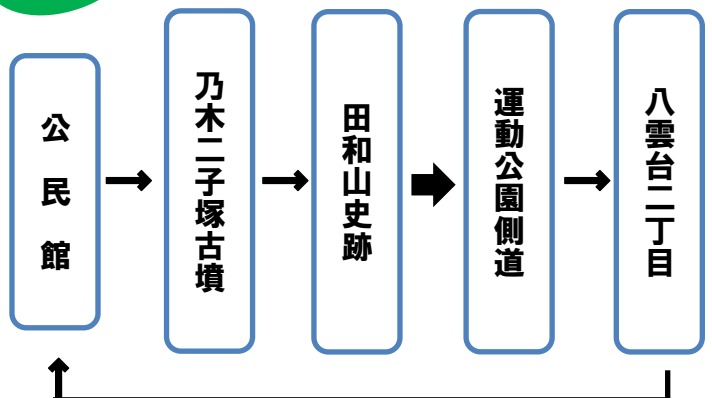 公民館
乃木二子塚古墳
田和山史跡
運動公園側道
八雲台二丁目